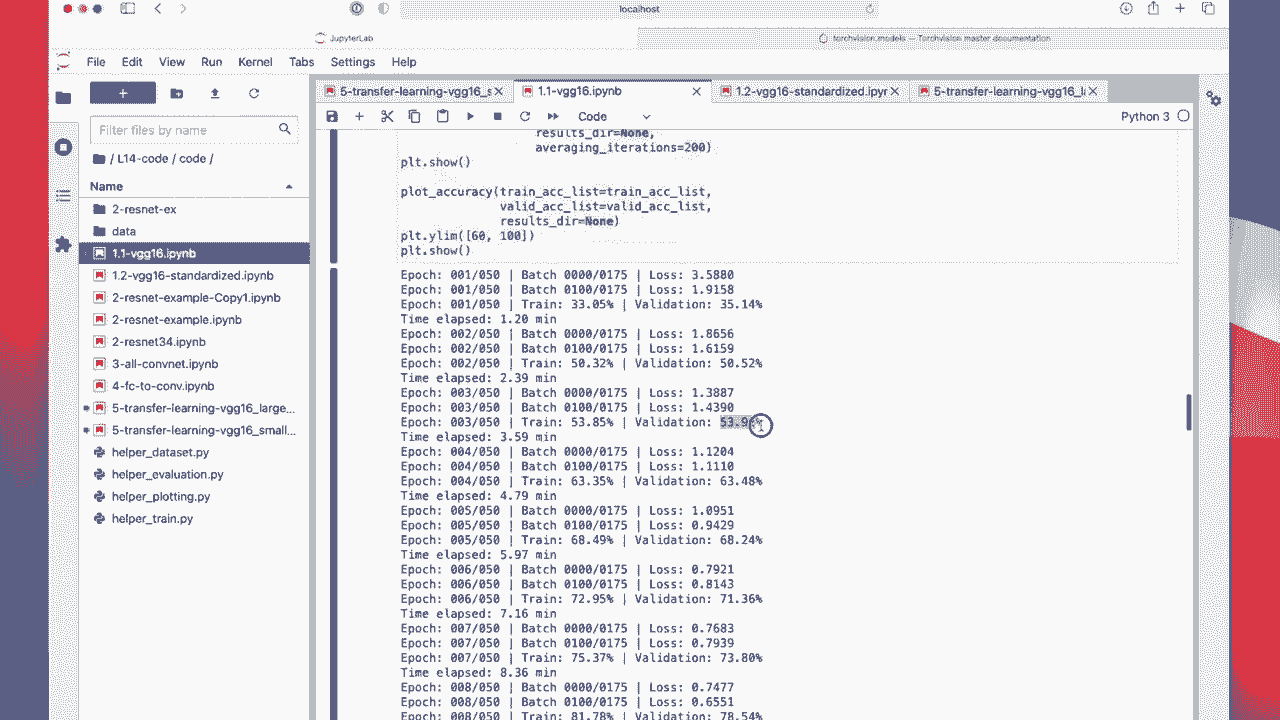 localhost
JupyterLab
torchvision.models — Torchvision master documentation
File Edit View Run Kernel Tabs Settings Help
5-transfer-learning-vgg16_s
1.1-vgg16.ipynb
1.2-vgg16-standardized.ipyr
5-transfer-learning-vgg16_la
Code
Python 3
Filter files by name
/ L14-code / code /
Name
2-resnet-ex
data
1.1-vgg16.ipynb
1.2-vgg16-standardized.ipynb
2-resnet-example-Copy1.ipynb
2-resnet-example.ipynb
2-resnet34.ipynb
3-all-convnet.ipynb
4-fc-to-conv.ipynb
5-transfer-learning-vgg16_large...
5-transfer-learning-vgg16_small...
helper_dataset.py
helper_evaluation.py
helper_plotting.py
helper_train.py
results_dir=None,
averaging_iterations=200)
plt.show()
plot_accuracy(train_acc_list=train_acc_list,
valid_acc_list=valid_acc_list,
results_dir=None)
plt.ylim([60, 100])
plt.show()
Epoch: 001/050 | Batch 0000/0175 | Loss: 3.5880
Epoch: 001/050 | Batch 0100/0175 | Loss: 1.9158
Epoch: 001/050 | Train: 33.05% | Validation: 35.14%
Time elapsed: 1.20 min
Epoch: 002/050 | Batch 0000/0175 | Loss: 1.8656
Epoch: 002/050 | Batch 0100/0175 | Loss: 1.6159
Epoch: 002/050 | Train: 50.32% | Validation: 50.52%
Time elapsed: 2.39 min
Epoch: 003/050 | Batch 0000/0175 | Loss: 1.3887
Epoch: 003/050 | Batch 0100/0175 | Loss: 1.4390
Epoch: 003/050 | Train: 53.85% | Validation:
Time elapsed: 3.59 min
Epoch: 004/050 | Batch 0000/0175 | Loss: 1.1204
Epoch: 004/050 | Batch 0100/0175 | Loss: 1.1110
Epoch: 004/050 | Train: 63.35% | Validation: 63.48%
Time elapsed: 4.79 min
Epoch: 005/050 | Batch 0000/0175 | Loss: 1.0951
Epoch: 005/050 | Batch 0100/0175 | Loss: 0.9429
Epoch: 005/050 | Train: 68.49% | Validation: 68.24%
Time elapsed: 5.97 min
Epoch: 006/050 | Batch 0000/0175 | Loss: 0.7921
Epoch: 006/050 | Batch 0100/0175 | Loss: 0.8143
Epoch: 006/050 | Train: 72.95% | Validation: 71.36%
Time elapsed: 7.16 min
Epoch: 007/050 | Batch 0000/0175 | Loss: 0.7683
Epoch: 007/050 | Batch 0100/0175 | Loss: 0.7939
Epoch: 007/050 | Train: 75.37% | Validation: 73.80%
Time elapsed: 8.36 min
Epoch: 008/050 | Batch 0000/0175 | Loss: 0.7477
Epoch: 008/050 | Batch 0100/0175 | Loss: 0.6551
Epoch: 008/050 | Train: 81.78% | Validation: 78.54%